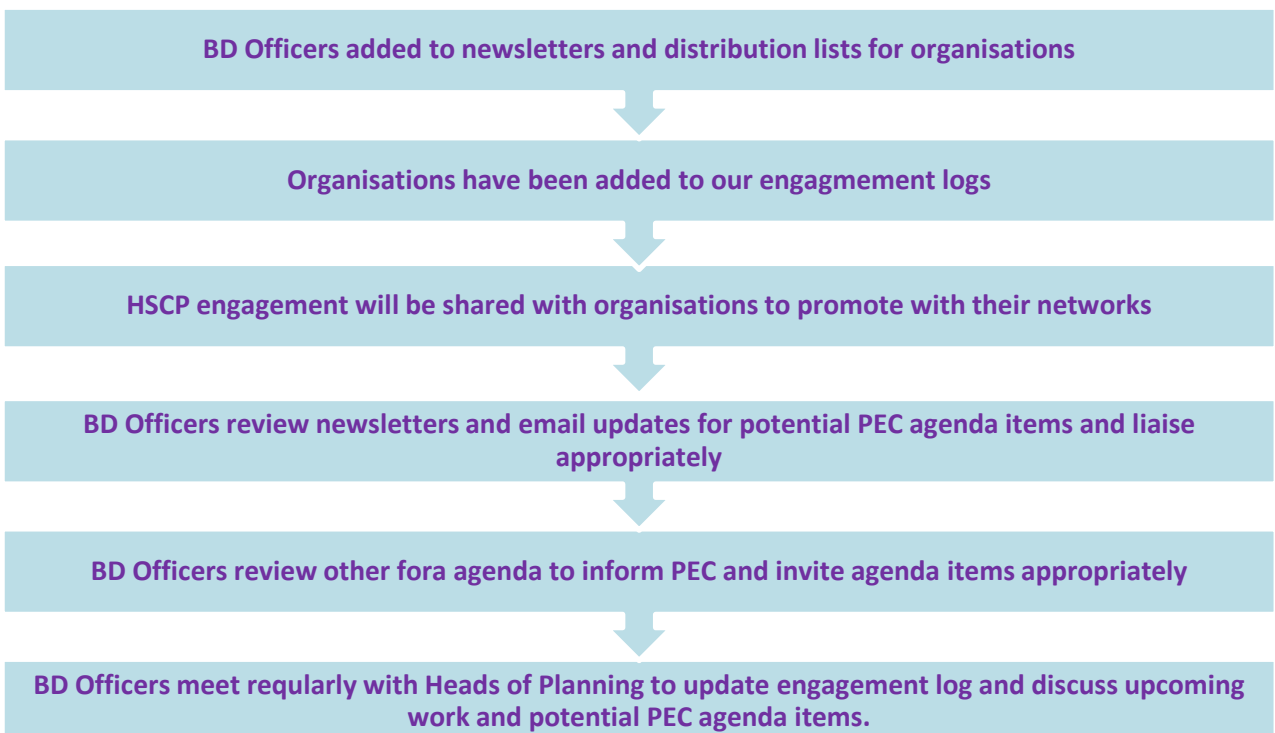 BD Officers added to newsletters and distribution lists for organisations
Organisations have been added to our engagmement logs
HSCP engagement will be shared with organisations to promote with their networks
BD Officers review newsletters and email updates for potential PEC agenda items and liaise
appropriately
BD Officers review other fora agenda to inform PEC and invite agenda items appropriately
BD Officers meet reqularly with Heads of Planning to update engagement log and discuss upcoming
work and potential PEC agenda items.